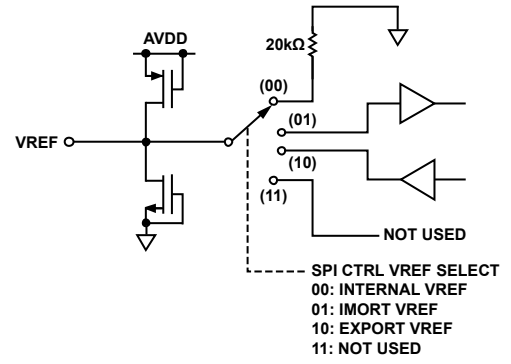 20kΩ
AVDD
(00)
(01)
VREF
(10)
(11)
NOT USED
SPI CTRL VREF SELECT
00: INTERNAL VREF
01: IMORT VREF
10: EXPORT VREF
11: NOT USED